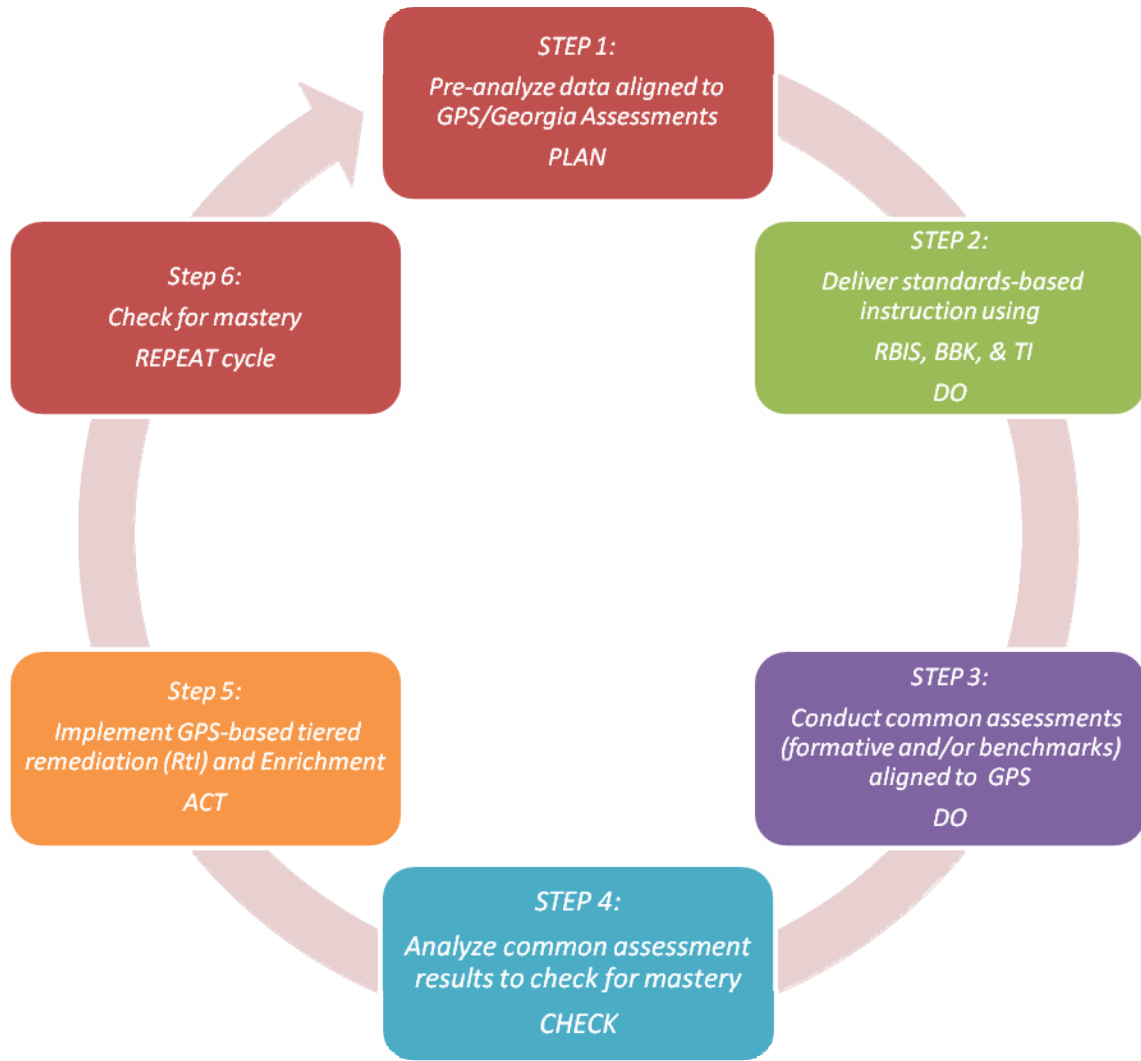 STEP 1:
Pre-analyze data aligned to
GPS/Georgia Assessments
PLAN
STEP 2:
Deliver standards-based
instruction using
RBIS, BBK, & TI
DO
STEP 3:
Conduct common assessments
(formative and/or benchmarks)
aligned to GPS
DO
STEP 4:
Analyze common assessment
results to check for mastery
CHECK
Step 5:
Implement GPS-based tiered
remediation (RtI) and Enrichment
ACT
Step 6:
Check for mastery
REPEAT cycle